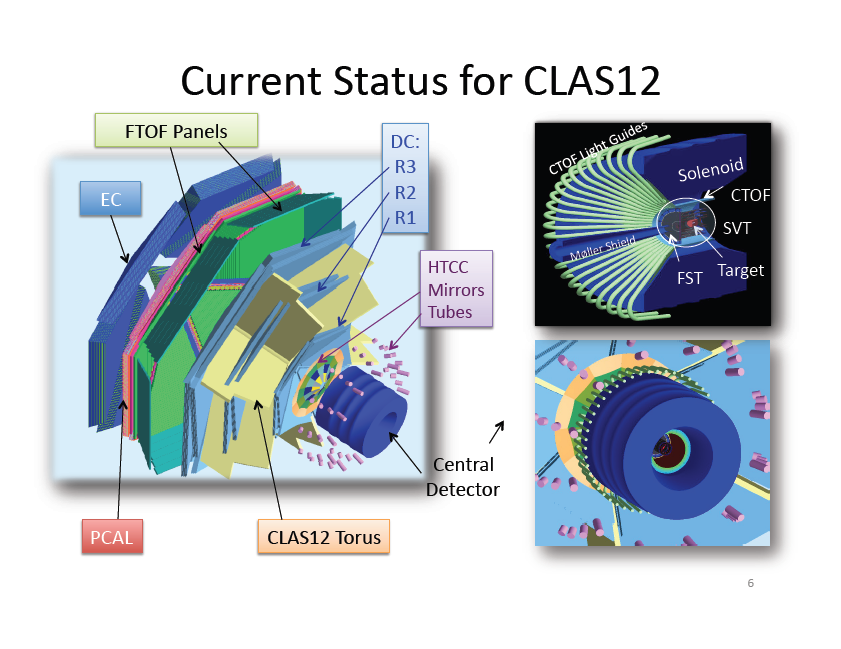 Current Status for CLAS12
FTOF Panels
DC:
R3
R2
R1
EC
HTCC
Mirrors
Tubes
Central
Detector
PCAL
CLAS12 Torus
CTOF Light Guides
Solenoid
CTOF
SVT
Møller Shield
FST
Target
6